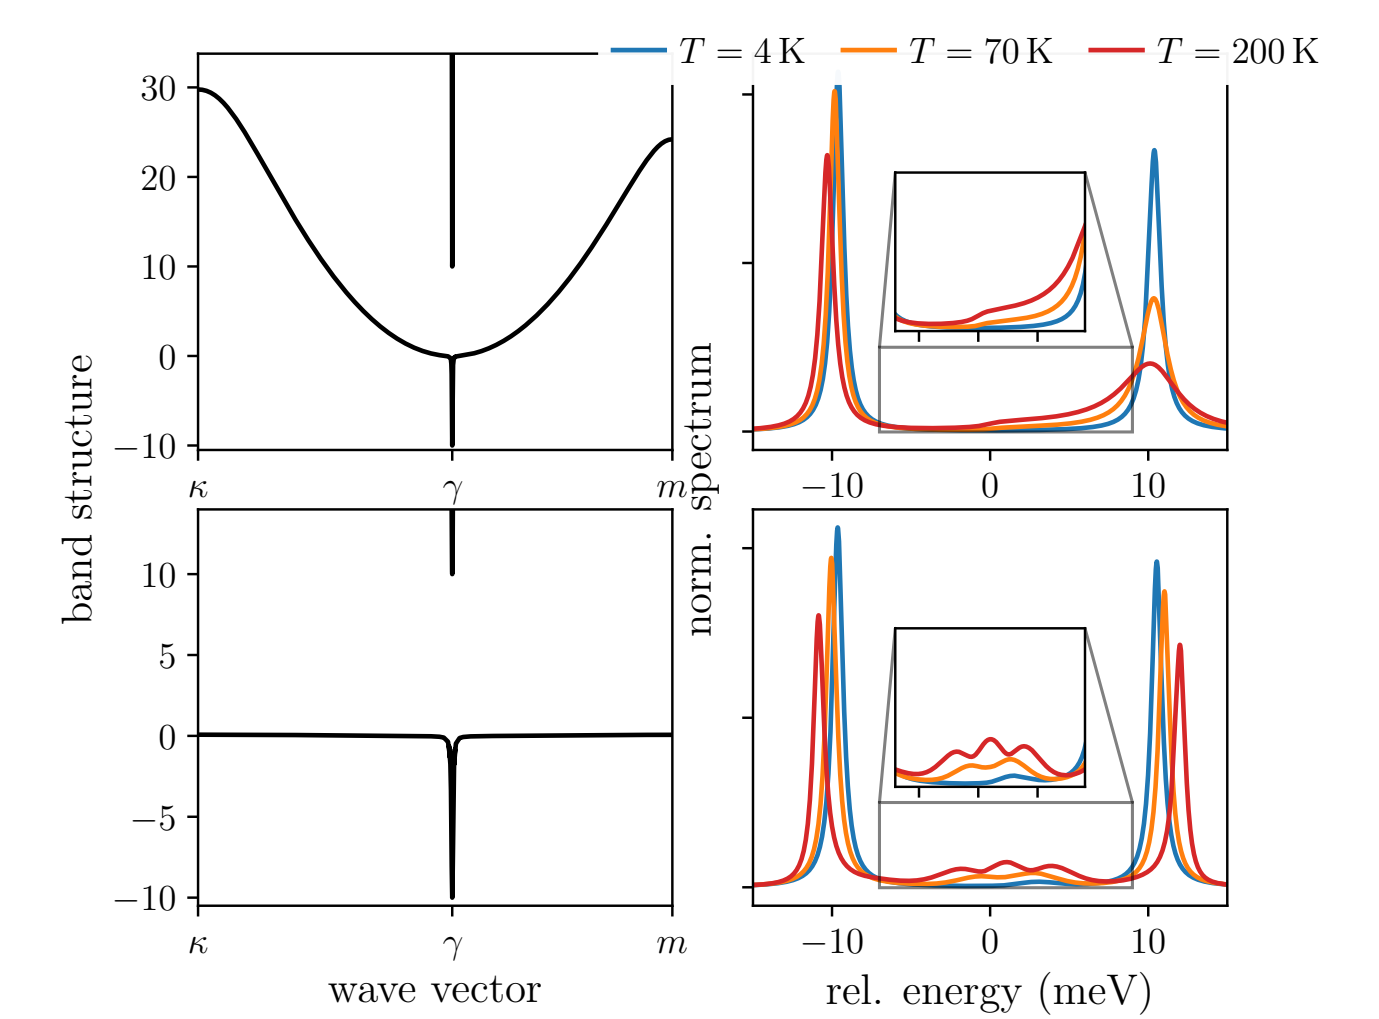 T = 4 K T = 70 K T = 200 K
30
20
10
0
−10
κ γ m
−10 0 10
band structure
norm. spectrum
10
5
0
−5
−10
κ γ m
−10 0 10
wave vector
rel. energy (meV)